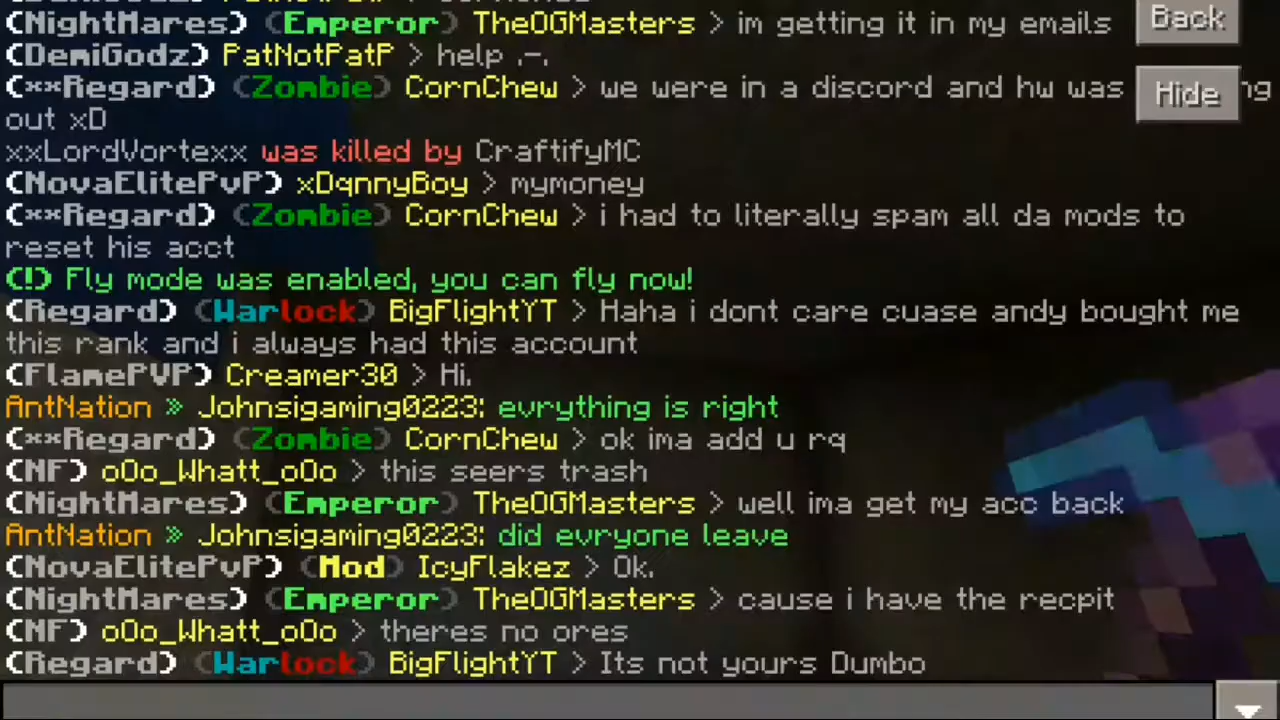 (NightMares) (Emperor) TheOGMasters > im getting it in my emails
Back
(DemiGodz) PatNotPatP > help .-.
(**Regard) (Zombie) CornChew > we were in a discord and hw was ng
Hide
out xD
xxLordVortexx was killed by CraftifyMC
(NovaElitePvP) xDqnnyBoy > mymoney
(**Regard) (Zombie) CornChew > i had to literally spam all da mods to
reset his acct
(!) Fly mode was enabled, you can fly now!
(Regard) (Warlock) BigFlightYT > Haha i dont care cuase andy bought me
this rank and i always had this account
(FlamePVP) Creamer30 > Hi.
AntNation » Johnsigaming0223: evrything is right
(**Regard) (Zombie) CornChew > ok ima add u rq
(NF) oOo_Whatt_oOo > this seers trash
(NightMares) (Emperor) TheOGMasters > well ima get my acc back
AntNation » Johnsigaming0223: did evryone leave
(NovaElitePvP) (Mod) IcyFlakez > Ok.
(NightMares) (Emperor) TheOGMasters > cause i have the recpit
(NF) oOo_Whatt_oOo > theres no ores
(Regard) (Warlock) BigFlightYT > Its not yours Dumbo